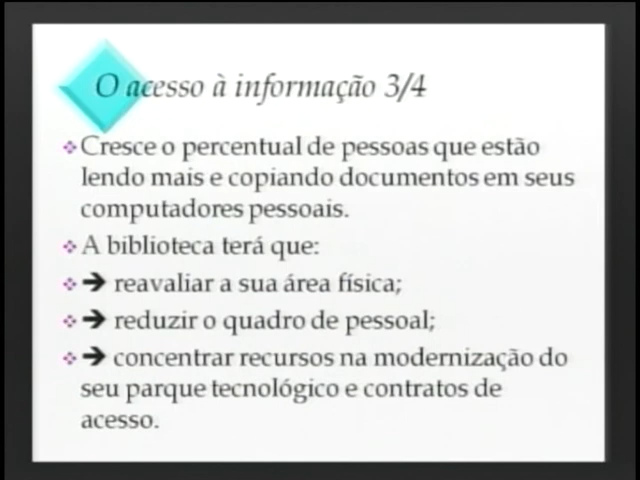 O acesso à informação 3/4
❖Cresce o percentual de pessoas que estão
lendo mais e copiando documentos em seus
computadores pessoais.
❖A biblioteca terá que:
❖➔ reavaliar a sua área física;
❖➔ reduzir o quadro de pessoal;
❖➔ concentrar recursos na modernização do
seu parque tecnológico e contratos de
acesso.